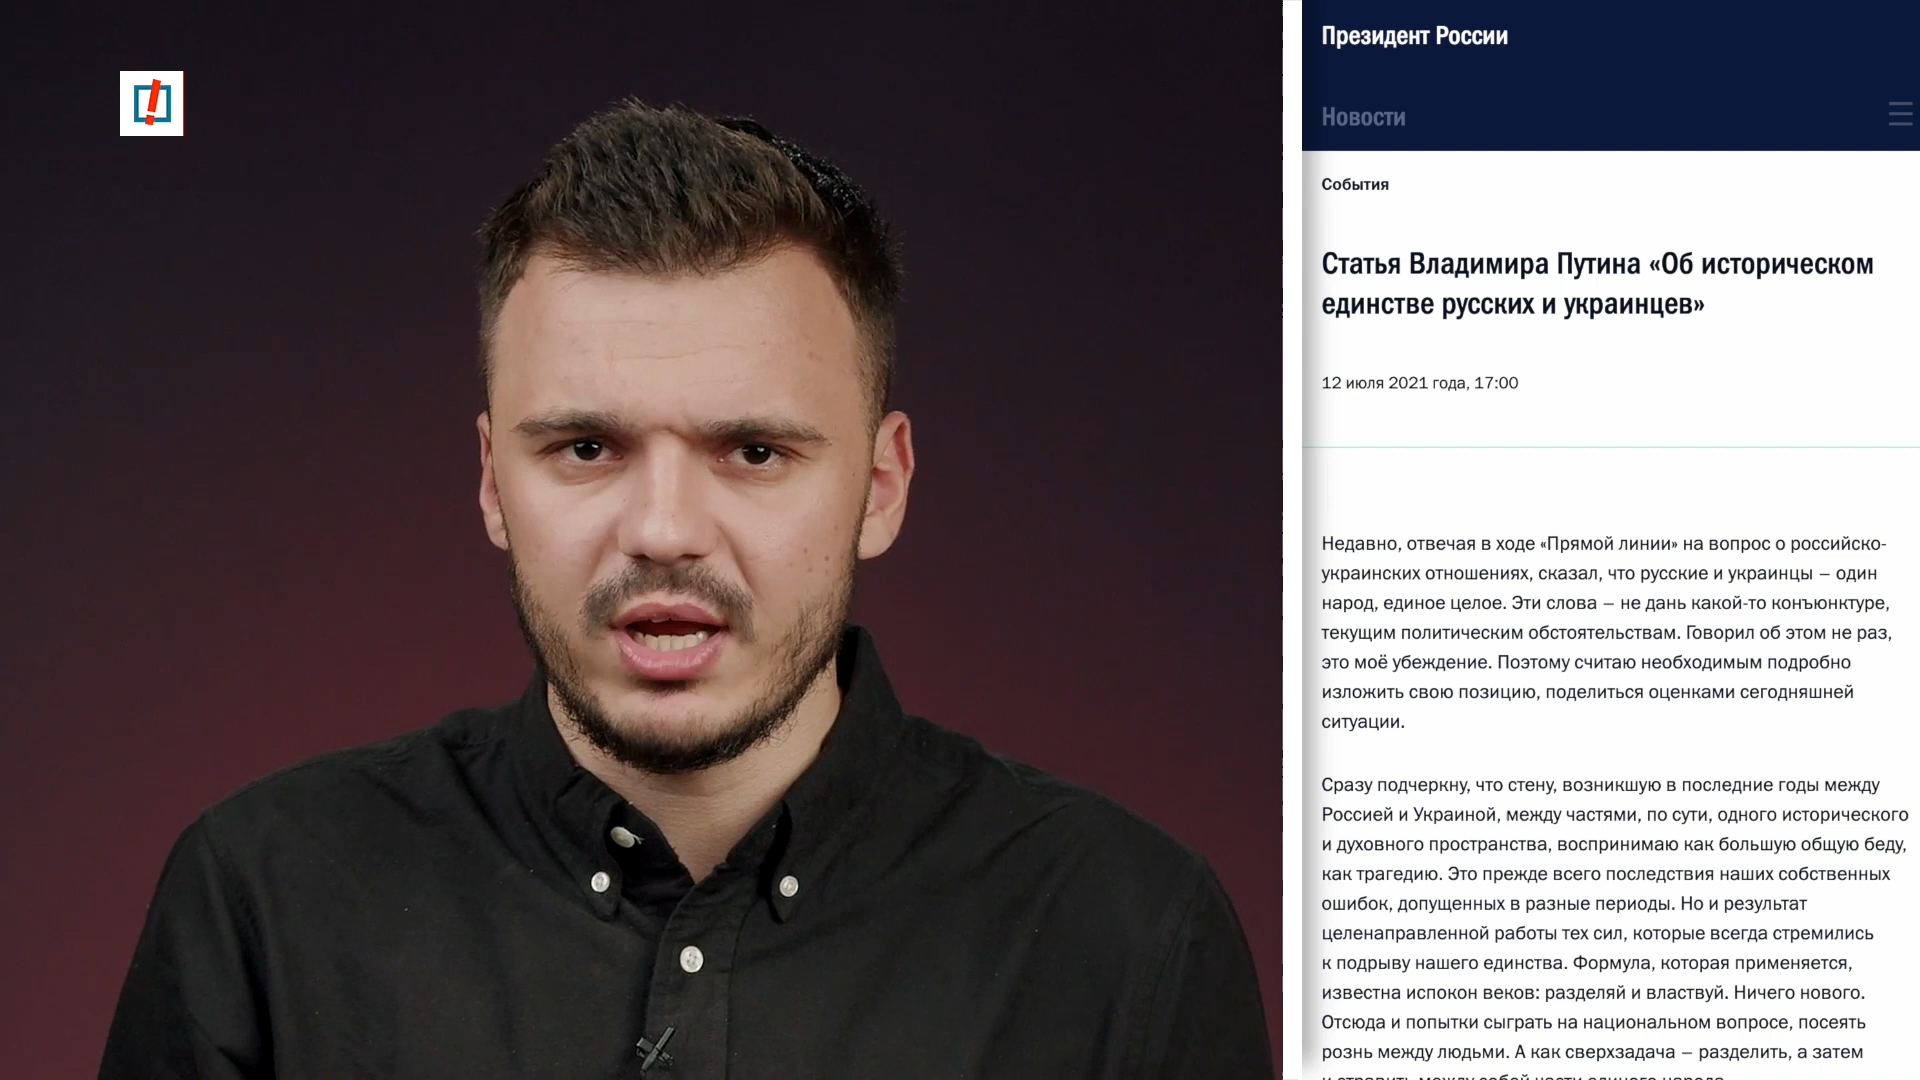 Президент России
Новости
События
Статья Владимира Путина «Об историческом
единстве русских и украинцев»
12 июля 2021 года, 17:00
Недавно, отвечая в ходе «Прямой линии» на вопрос о российско-
украинских отношениях, сказал, что русские и украинцы – один
народ, единое целое. Эти слова – не дань какой-то конъюнктуре,
текущим политическим обстоятельствам. Говорил об этом не раз,
это моё убеждение. Поэтому считаю необходимым подробно
изложить свою позицию, поделиться оценками сегодняшней
ситуации.
Сразу подчеркну, что стену, возникшую в последние годы между
Россией и Украиной, между частями, по сути, одного исторического
и духовного пространства, воспринимаю как большую общую беду,
как трагедию. Это прежде всего последствия наших собственных
ошибок, допущенных в разные периоды. Но и результат
целенаправленной работы тех сил, которые всегда стремились
к подрыву нашего единства. Формула, которая применяется,
известна испокон веков: разделяй и властвуй. Ничего нового.
Отсюда и попытки сыграть на национальном вопросе, посеять
рознь между людьми. А как сверхзадача – разделить, а затем